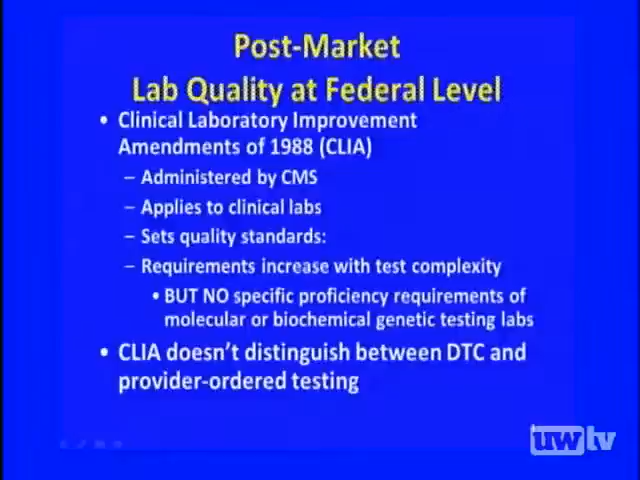 Post-Market
Lab Quality at Federal Level
• Clinical Laboratory Improvement
Amendments of 1988 (CLIA)
– Administered by CMS
– Applies to clinical labs
– Sets quality standards:
– Requirements increase with test complexity
• BUT NO specific proficiency requirements of
molecular or biochemical genetic testing labs
• CLIA doesn't distinguish between DTC and
provider-ordered testing
uwtv